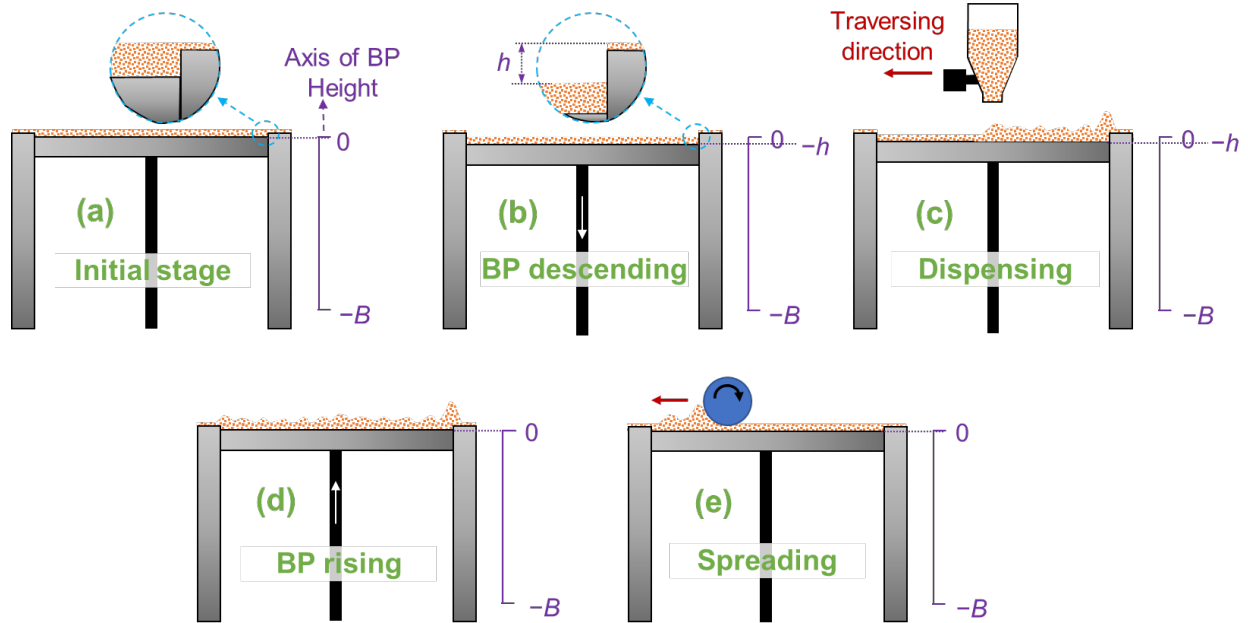 Axis of BP
Height
0
(a)
Initial stage
−B
h
0
−h
(b)
BP descending
−B
Traversing
direction
0
−h
(c)
Dispensing
−B
0
(d)
BP rising
−B
0
(e)
Spreading
−B